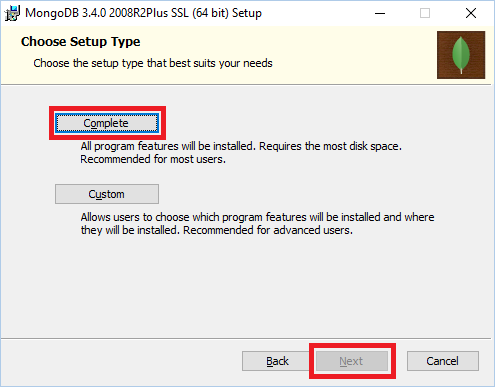 MongoDB 3.4.0 2008R2Plus SSL (64 bit) Setup
Choose Setup Type
Choose the setup type that best suits your needs
Complete
All program features will be installed. Requires the most disk space.
Recommended for most users.
Custom
Allows users to choose which program features will be installed and where
they will be installed. Recommended for advanced users.
Back
Next
Cancel